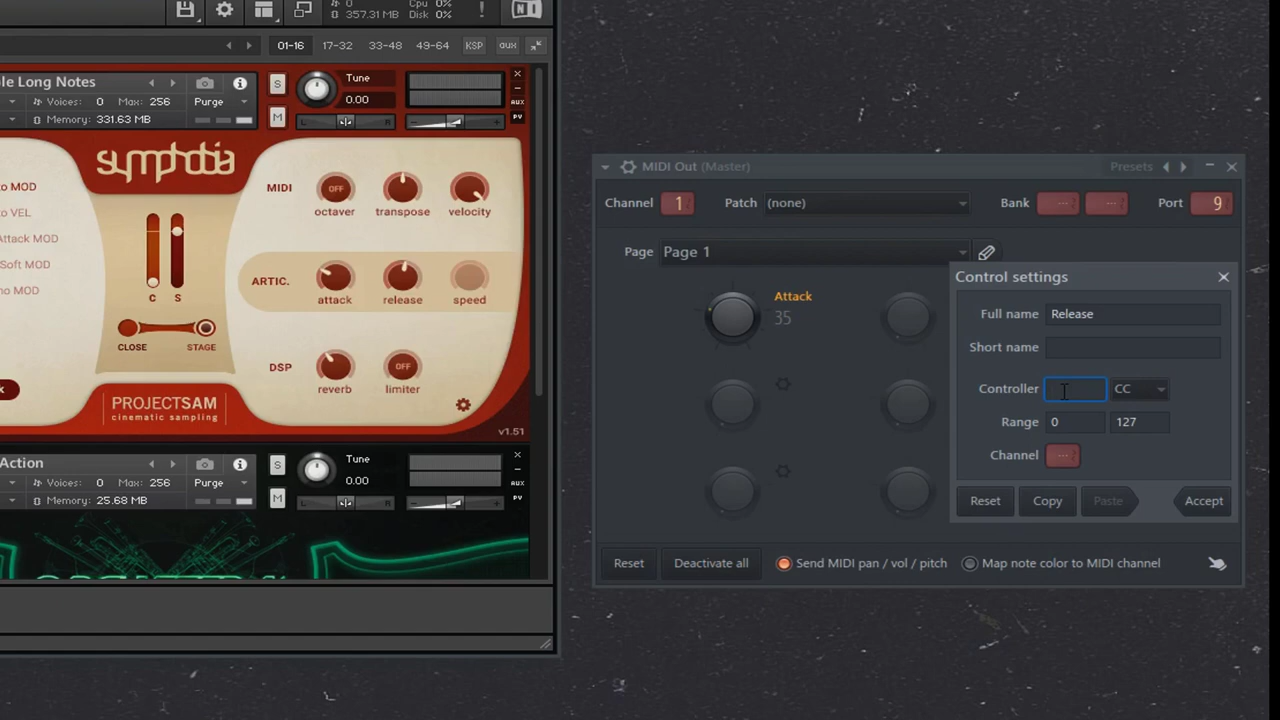 0
357.31 MB
Cpu 0%
Disk 0%
!
NI
01-16 17-32 33-48 49-64 KSP aux
le Long Notes
Voices: 0 Max: 256 Purge
Memory: 331.63 MB
S
M
Tune
0.00
L R
- +
×
-
aux
PV
symphobia
to MOD
to VEL
Attack MOD
Soft MOD
no MOD
C S
CLOSE STAGE
MIDI
OFF
octaver transpose velocity
ARTIC.
attack release speed
DSP
OFF
reverb limiter
PROJECTSAM
cinematic sampling
v1.51
Action
Voices: 0 Max: 256 Purge
Memory: 25.68 MB
S
M
Tune
0.00
L R
- +
×
-
aux
PV
MIDI Out (Master) Presets
Channel 1 Patch (none) Bank --- --- Port 9
Page Page 1
Attack
35
Control settings
Full name Release
Short name
Controller CC
Range 0 127
Channel ---
Reset Copy Paste Accept
Reset Deactivate all Send MIDI pan / vol / pitch Map note color to MIDI channel